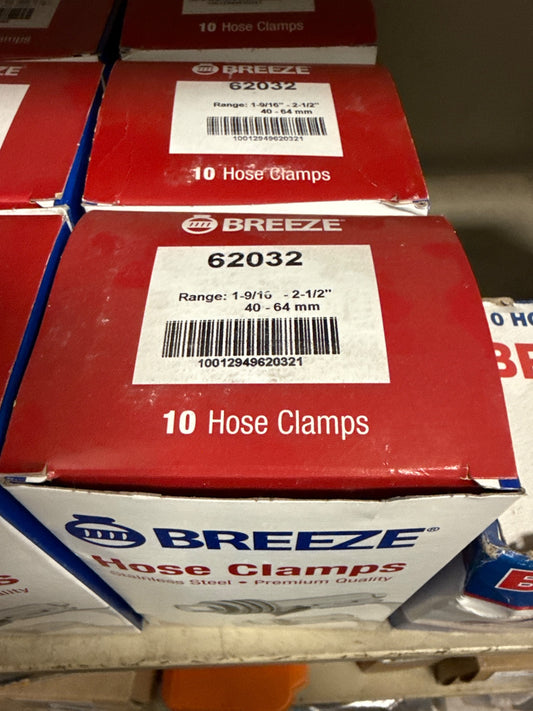 10 Hose Clamps
BREEZE
62032
Range: 1-9/16" - 2-1/2"
40 - 64 mm
10012949620321
10 Hose Clamps
BREEZE
62032
Range: 1-9/16 - 2-1/2"
40 - 64 mm
10012949620321
10 Hose Clamps
BREEZE®
Hose Clamps
Stainless Steel • Premium Quality